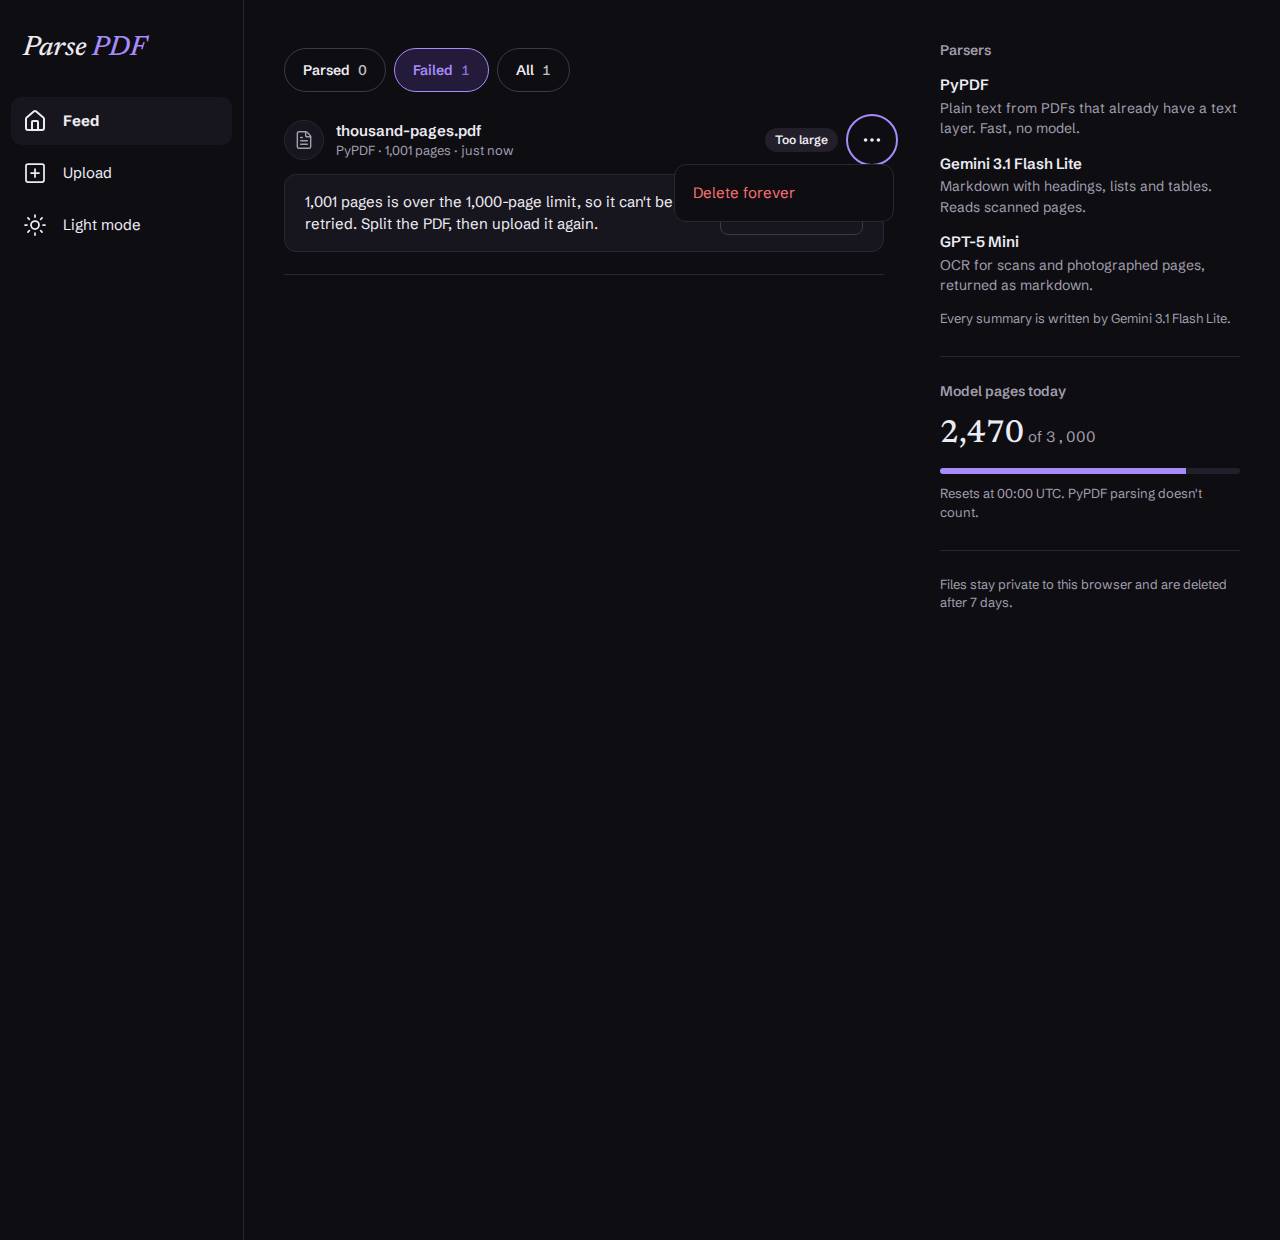 Parse PDF
Feed
Upload
Light mode
Parsed 0
Failed 1
All 1
thousand-pages.pdf
PyPDF · 1,001 pages · just now
Too large
Delete forever
1,001 pages is over the 1,000-page limit, so it can't be
retried. Split the PDF, then upload it again.
Parsers
PyPDF
Plain text from PDFs that already have a text
layer. Fast, no model.
Gemini 3.1 Flash Lite
Markdown with headings, lists and tables.
Reads scanned pages.
GPT-5 Mini
OCR for scans and photographed pages,
returned as markdown.
Every summary is written by Gemini 3.1 Flash Lite.
Model pages today
2,470 of 3,000
Resets at 00:00 UTC. PyPDF parsing doesn't
count.
Files stay private to this browser and are deleted
after 7 days.